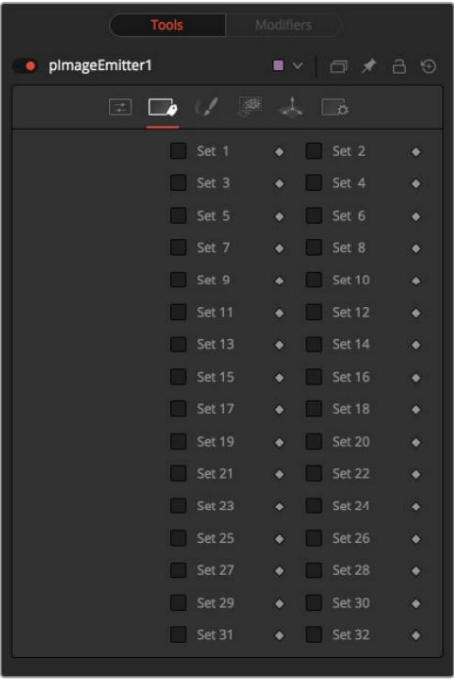 Tools Modifiers
pImageEmitter1
Set 1 Set 2
Set 3 Set 4
Set 5 Set 6
Set 7 Set 8
Set 9 Set 10
Set 11 Set 12
Set 13 Set 14
Set 15 Set 16
Set 17 Set 18
Set 19 Set 20
Set 21 Set 22
Set 23 Set 24
Set 25 Set 26
Set 27 Set 28
Set 29 Set 30
Set 31 Set 32